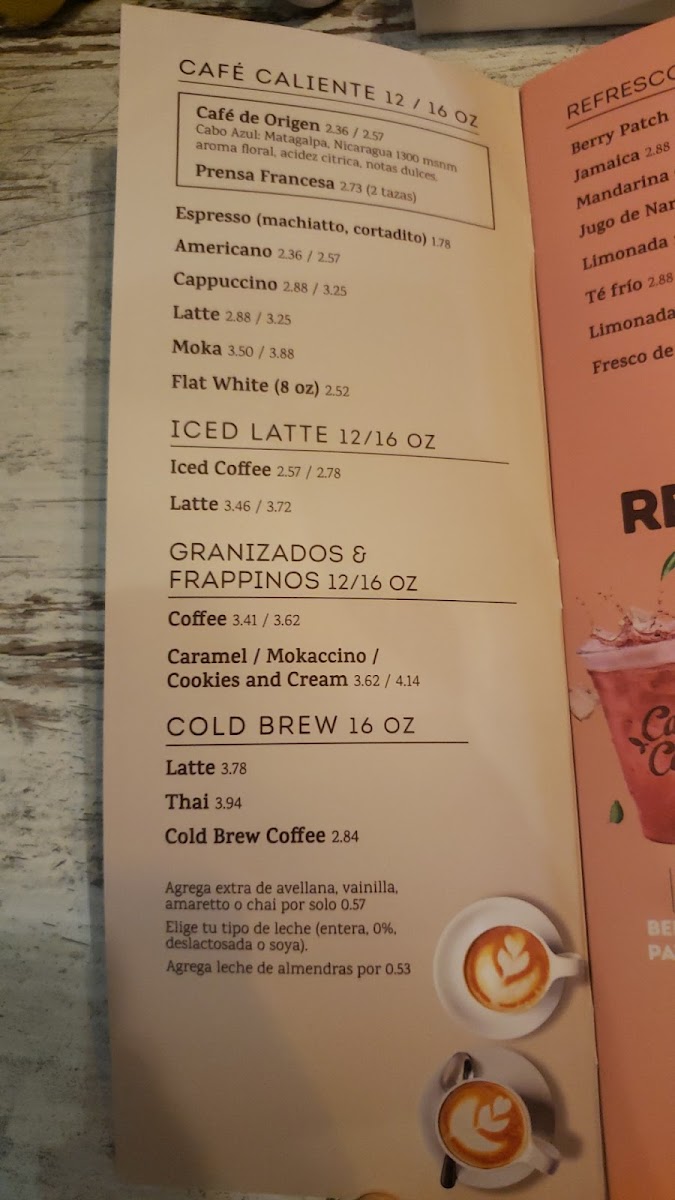 CAFÉ CALIENTE 12 / 16 OZ
Café de Origen 2.36 / 2.57
Cabo Azul: Matagalpa, Nicaragua 1300 msnm
aroma floral, acidez citrica, notas dulces.
Prensa Francesa 2.73 (2 tazas)
Espresso (machiatto, cortadito) 1.78
Americano 2.36 / 2.57
Cappuccino 2.88 / 3.25
Latte 2.88 / 3.25
Moka 3.50 / 3.88
Flat White (8 oz) 2.52
ICED LATTE 12/16 OZ
Iced Coffee 2.57 / 2.78
Latte 3.46 / 3.72
GRANIZADOS &
FRAPPINOS 12/16 OZ
Coffee 3.41 / 3.62
Caramel / Mokaccino /
Cookies and Cream 3.62 / 4.14
COLD BREW 16 OZ
Latte 3.78
Thai 3.94
Cold Brew Coffee 2.84
Agrega extra de avellana, vainilla,
amaretto o chai por solo 0.57
Elige tu tipo de leche (entera, 0%,
deslactosada o soya).
Agrega leche de almendras por 0.53
REFRESCO
Berry Patch
Jamaica 2.88
Mandarina
Jugo de Nar
Limonada
Té frío 2.88
Limonada
Fresco de